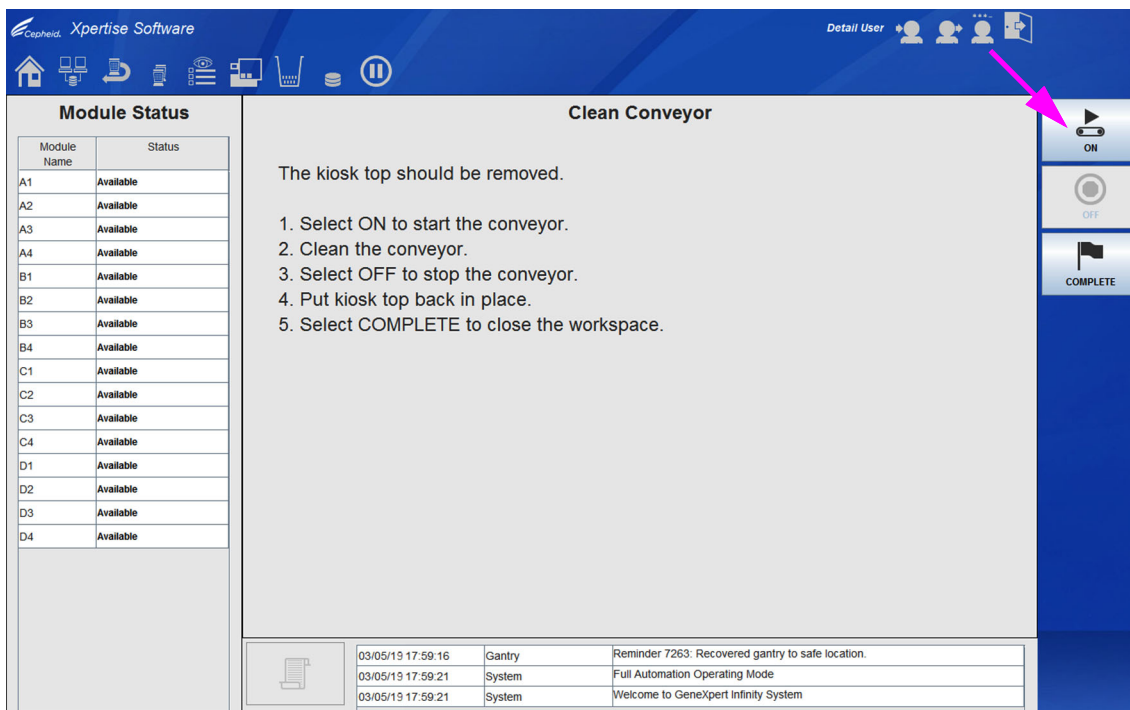 Cepheid. Xpertise Software
Detail User
Module Status
Module Name Status
A1 Available
A2 Available
A3 Available
A4 Available
B1 Available
B2 Available
B3 Available
B4 Available
C1 Available
C2 Available
C3 Available
C4 Available
D1 Available
D2 Available
D3 Available
D4 Available
Clean Conveyor
The kiosk top should be removed.
1. Select ON to start the conveyor.
2. Clean the conveyor.
3. Select OFF to stop the conveyor.
4. Put kiosk top back in place.
5. Select COMPLETE to close the workspace.
03/05/19 17:59:16 Gantry Reminder 7263: Recovered gantry to safe location.
03/05/19 17:59:21 System Full Automation Operating Mode
03/05/19 17:59:21 System Welcome to GeneXpert Infinity System
ON
OFF
COMPLETE